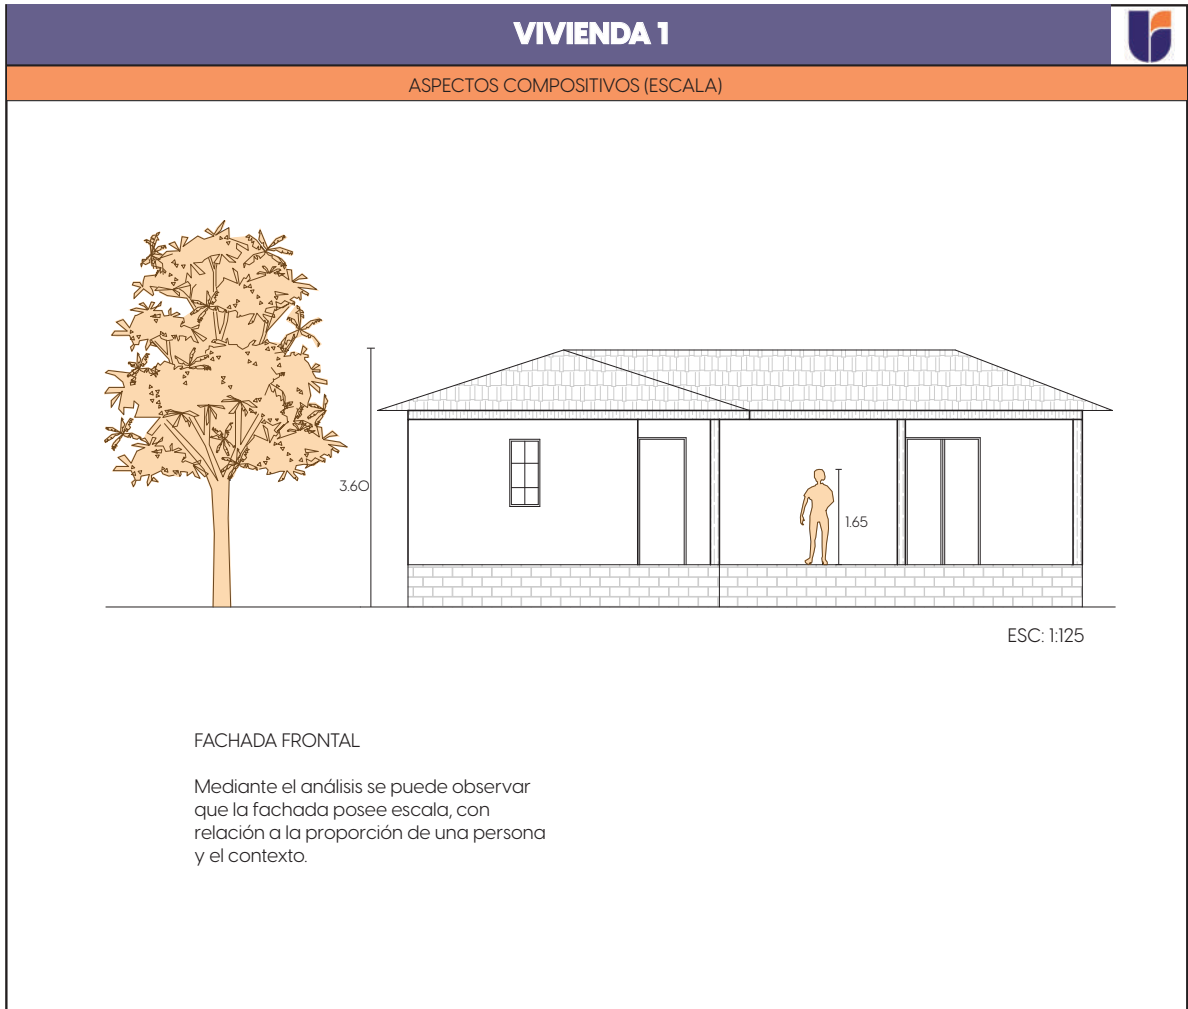 VIVIENDA 1
ASPECTOS COMPOSITIVOS (ESCALA)
3.60
1.65
ESC: 1:125
FACHADA FRONTAL
Mediante el análisis se puede observar
que la fachada posee escala, con
relación a la proporción de una persona
y el contexto.